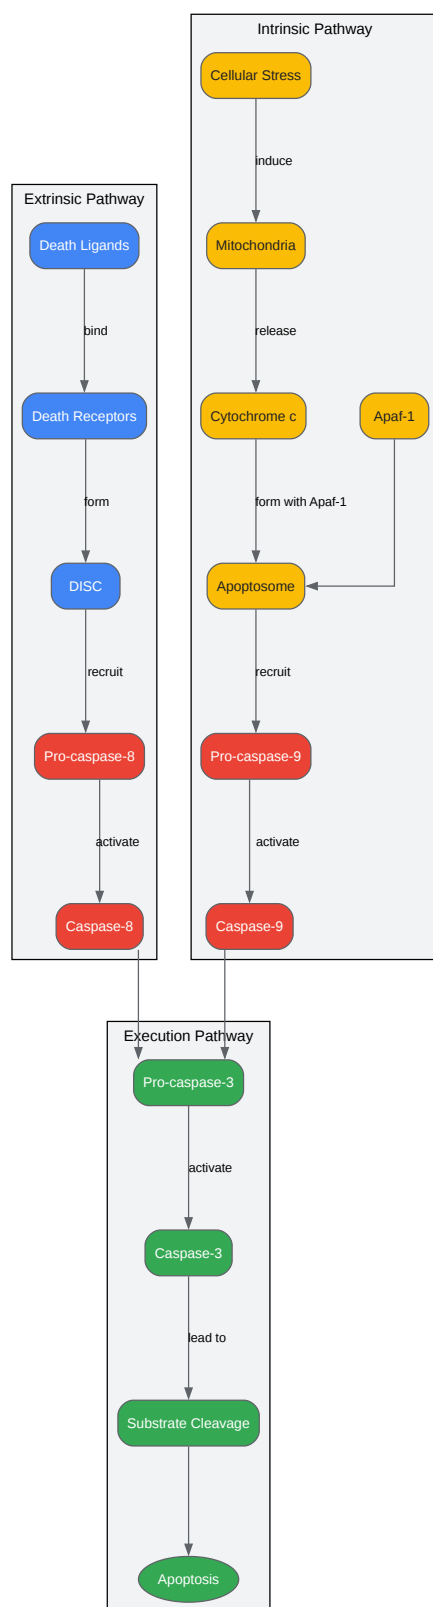 Intrinsic Pathway
Cellular Stress
induce
Mitochondria
release
Cytochrome c
Apaf-1
form with Apaf-1
Apoptosome
recruit
Pro-caspase-9
activate
Caspase-9
Extrinsic Pathway
Death Ligands
bind
Death Receptors
form
DISC
recruit
Pro-caspase-8
activate
Caspase-8
Execution Pathway
Pro-caspase-3
activate
Caspase-3
lead to
Substrate Cleavage
Apoptosis